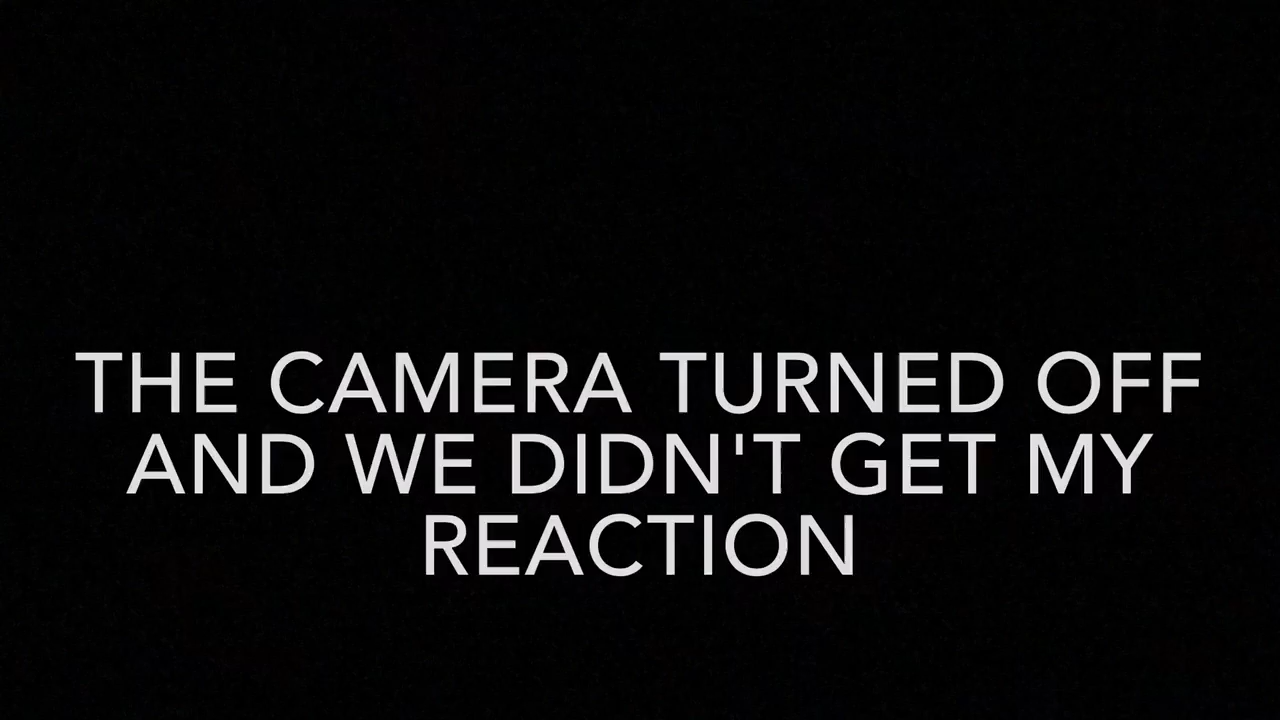 THE CAMERA TURNED OFF
AND WE DIDN'T GET MY
REACTION